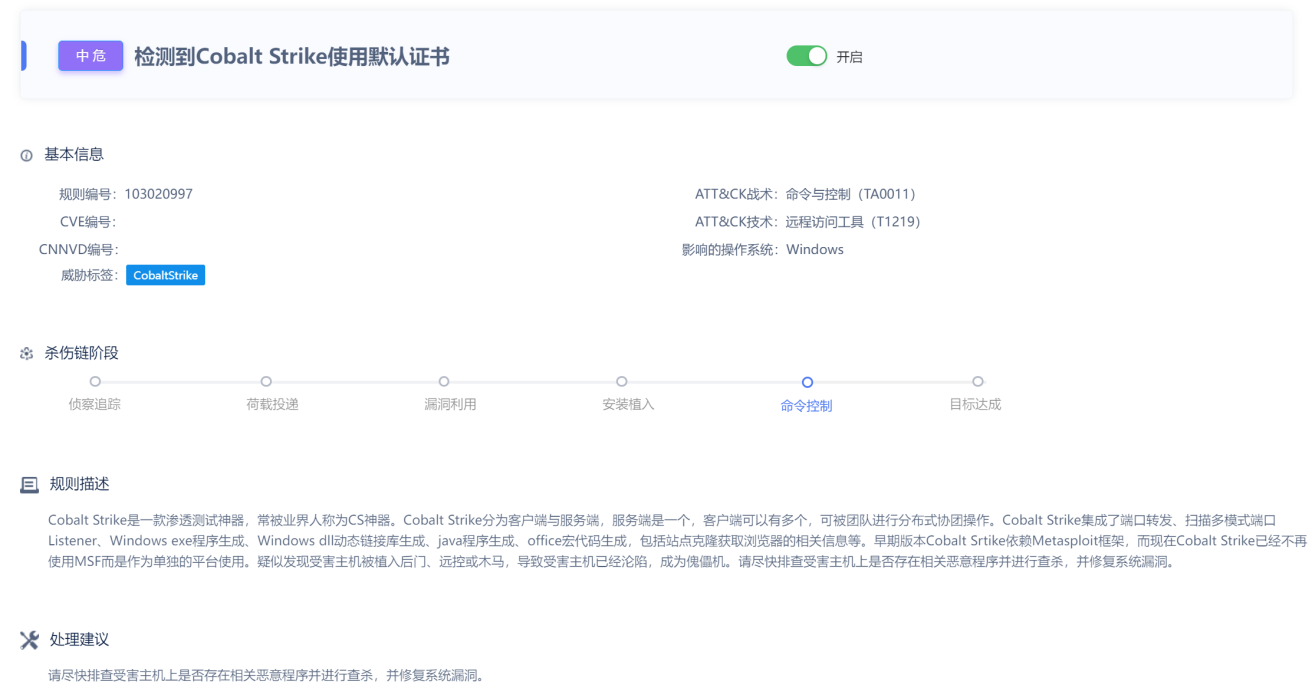 中危 检测到Cobalt Strike使用默认证书 开启
基本信息
规则编号：103020997
CVE编号：
CNNVD编号：
威胁标签：CobaltStrike
ATT&CK战术：命令与控制（TA0011）
ATT&CK技术：远程访问工具（T1219）
影响的操作系统：Windows
杀伤链阶段
侦察追踪 荷载投递 漏洞利用 安装植入 命令控制 目标达成
规则描述
Cobalt Strike是一款渗透测试神器，常被业界人称为CS神器。Cobalt Strike分为客户端与服务端，服务端是一个，客户端可以有多个，可被团队进行分布式协团操作。Cobalt Strike集成了端口转发、扫描多模式端口
Listener、Windows exe程序生成、Windows dll动态链接库生成、java程序生成、office宏代码生成，包括站点克隆获取浏览器的相关信息等。早期版本Cobalt Srtike依赖Metasploit框架，而现在Cobalt Strike已经不再
使用MSF而是作为单独的平台使用。疑似发现受害主机被植入后门、远控或木马，导致受害主机已经沦陷，成为傀儡机。请尽快排查受害主机上是否存在相关恶意程序并进行查杀，并修复系统漏洞。
处理建议
请尽快排查受害主机上是否存在相关恶意程序并进行查杀，并修复系统漏洞。